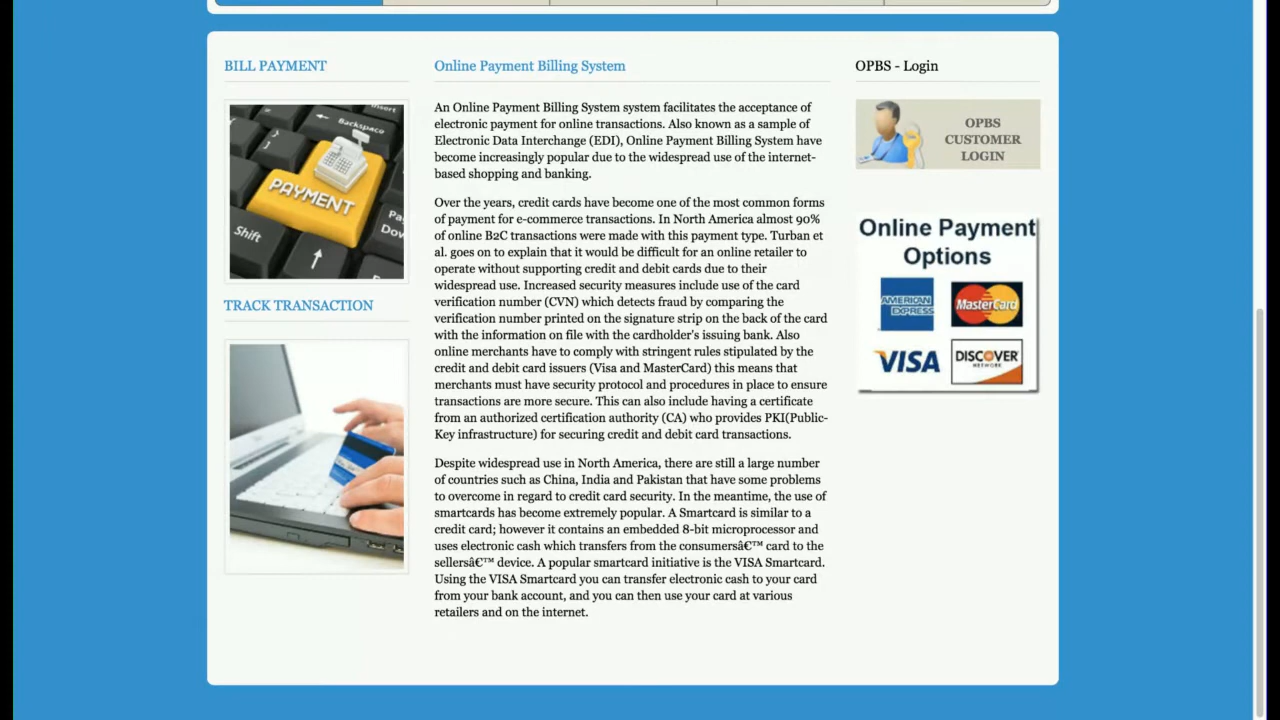 BILL PAYMENT
Insert
Backspace
PAYMENT
Shift
TRACK TRANSACTION
Online Payment Billing System
An Online Payment Billing System system facilitates the acceptance of
electronic payment for online transactions. Also known as a sample of
Electronic Data Interchange (EDI), Online Payment Billing System have
become increasingly popular due to the widespread use of the internet-
based shopping and banking.
Over the years, credit cards have become one of the most common forms
of payment for e-commerce transactions. In North America almost 90%
of online B2C transactions were made with this payment type. Turban et
al. goes on to explain that it would be difficult for an online retailer to
operate without supporting credit and debit cards due to their
widespread use. Increased security measures include use of the card
verification number (CVN) which detects fraud by comparing the
verification number printed on the signature strip on the back of the card
with the information on file with the cardholder's issuing bank. Also
online merchants have to comply with stringent rules stipulated by the
credit and debit card issuers (Visa and MasterCard) this means that
merchants must have security protocol and procedures in place to ensure
transactions are more secure. This can also include having a certificate
from an authorized certification authority (CA) who provides PKI(Public-
Key infrastructure) for securing credit and debit card transactions.
Despite widespread use in North America, there are still a large number
of countries such as China, India and Pakistan that have some problems
to overcome in regard to credit card security. In the meantime, the use of
smartcards has become extremely popular. A Smartcard is similar to a
credit card; however it contains an embedded 8-bit microprocessor and
uses electronic cash which transfers from the consumersâ€™ card to the
sellersâ€™ device. A popular smartcard initiative is the VISA Smartcard.
Using the VISA Smartcard you can transfer electronic cash to your card
from your bank account, and you can then use your card at various
retailers and on the internet.
OPBS - Login
OPBS
CUSTOMER
LOGIN
Online Payment
Options
AMERICAN
EXPRESS
MasterCard
VISA
DISCOVER
NETWORK